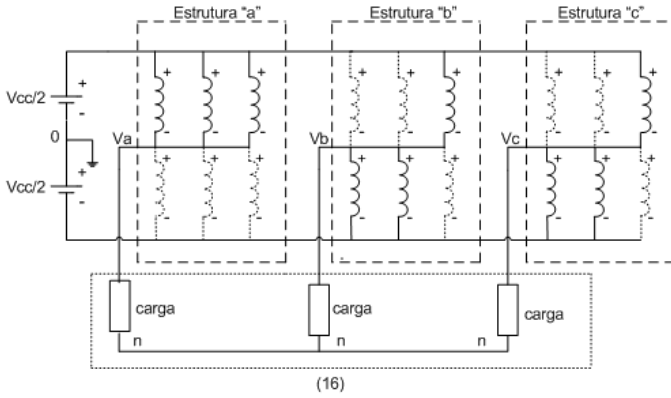 Estrutura “a”
Estrutura “b”
Estrutura “c”
+ + + + + + + + +
+
Vcc/2
-
- - - - - - - - -
0
Va
Vb
Vc
+ + + + + + + + +
+
Vcc/2
-
- - - - - - - - -
carga
carga
carga
n
n
n
(16)